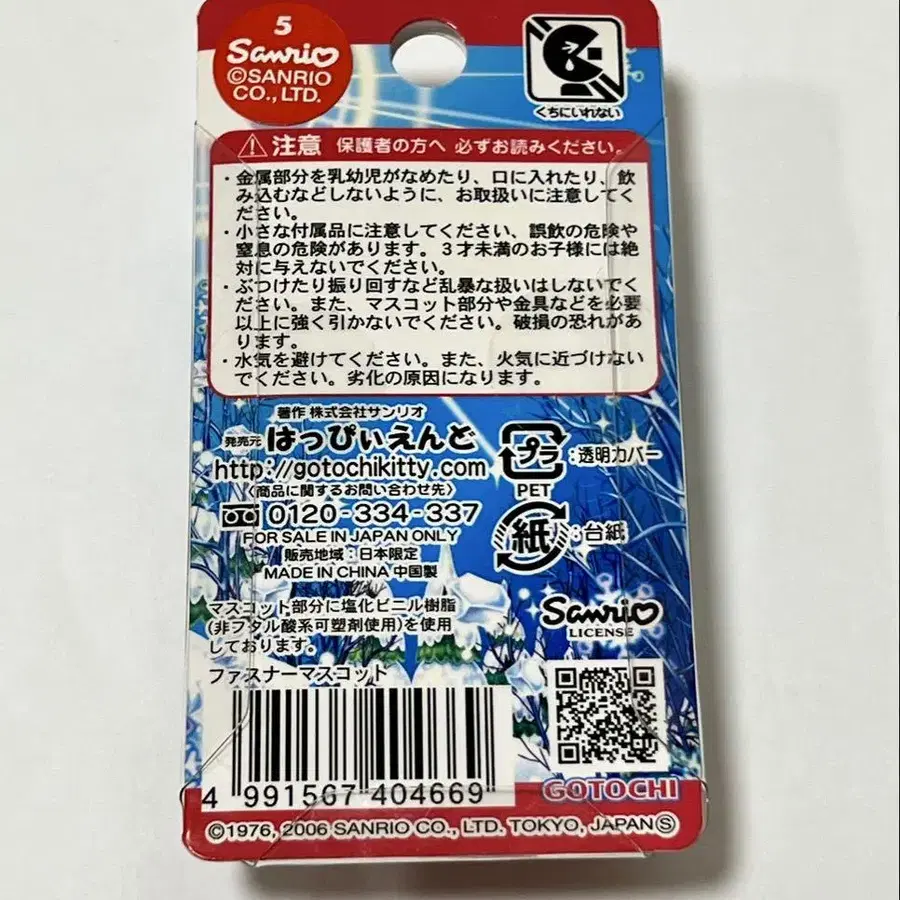 5
Sanrio
©SANRIO
CO., LTD.
くちにいれない
注意 保護者の方へ 必ずお読みください。
・金属部分を乳幼児がなめたり、口に入れたり、飲
み込むなどしないように、お取扱いに注意してく
ださい。
・小さな付属品に注意してください、誤飲の危険や
窒息の危険があります。3才未満のお子様には絶
対に与えないでください。
・ぶつけたり振り回すなど乱暴な扱いはしないでく
ださい。また、マスコット部分や金具などを必要
以上に強く引かないでください。破損の恐れがあ
ります。
・水気を避けてください。また、火気に近づけない
でください。劣化の原因になります。
著作 株式会社サンリオ
発売元 はっぴぃえんど
http://gotochikitty.com
〈商品に関するお問い合わせ先〉
0120-334-337
FOR SALE IN JAPAN ONLY
販売地域:日本限定
MADE IN CHINA 中国製
プラ :透明カバー
PET
紙 :台紙
マスコット部分に塩化ビニル樹脂
(非フタル酸系可塑剤使用)を使用
しております。
ファスナーマスコット
Sanrio
LICENSE
4 991567 404669
GOTOCHI
©1976, 2006 SANRIO CO., LTD. TOKYO, JAPAN Ⓢ